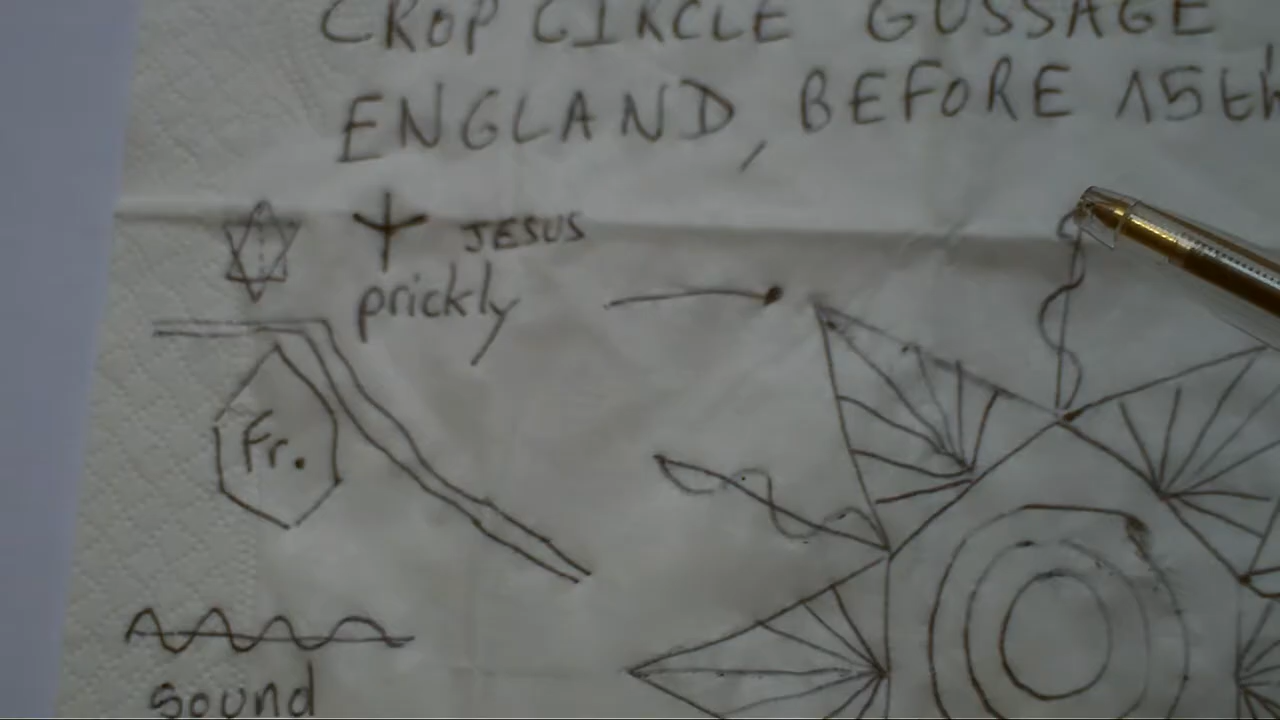 CROP CIRCLE GUSSAGE
ENGLAND, BEFORE 15th
JESUS
prickly
Fr.
sound